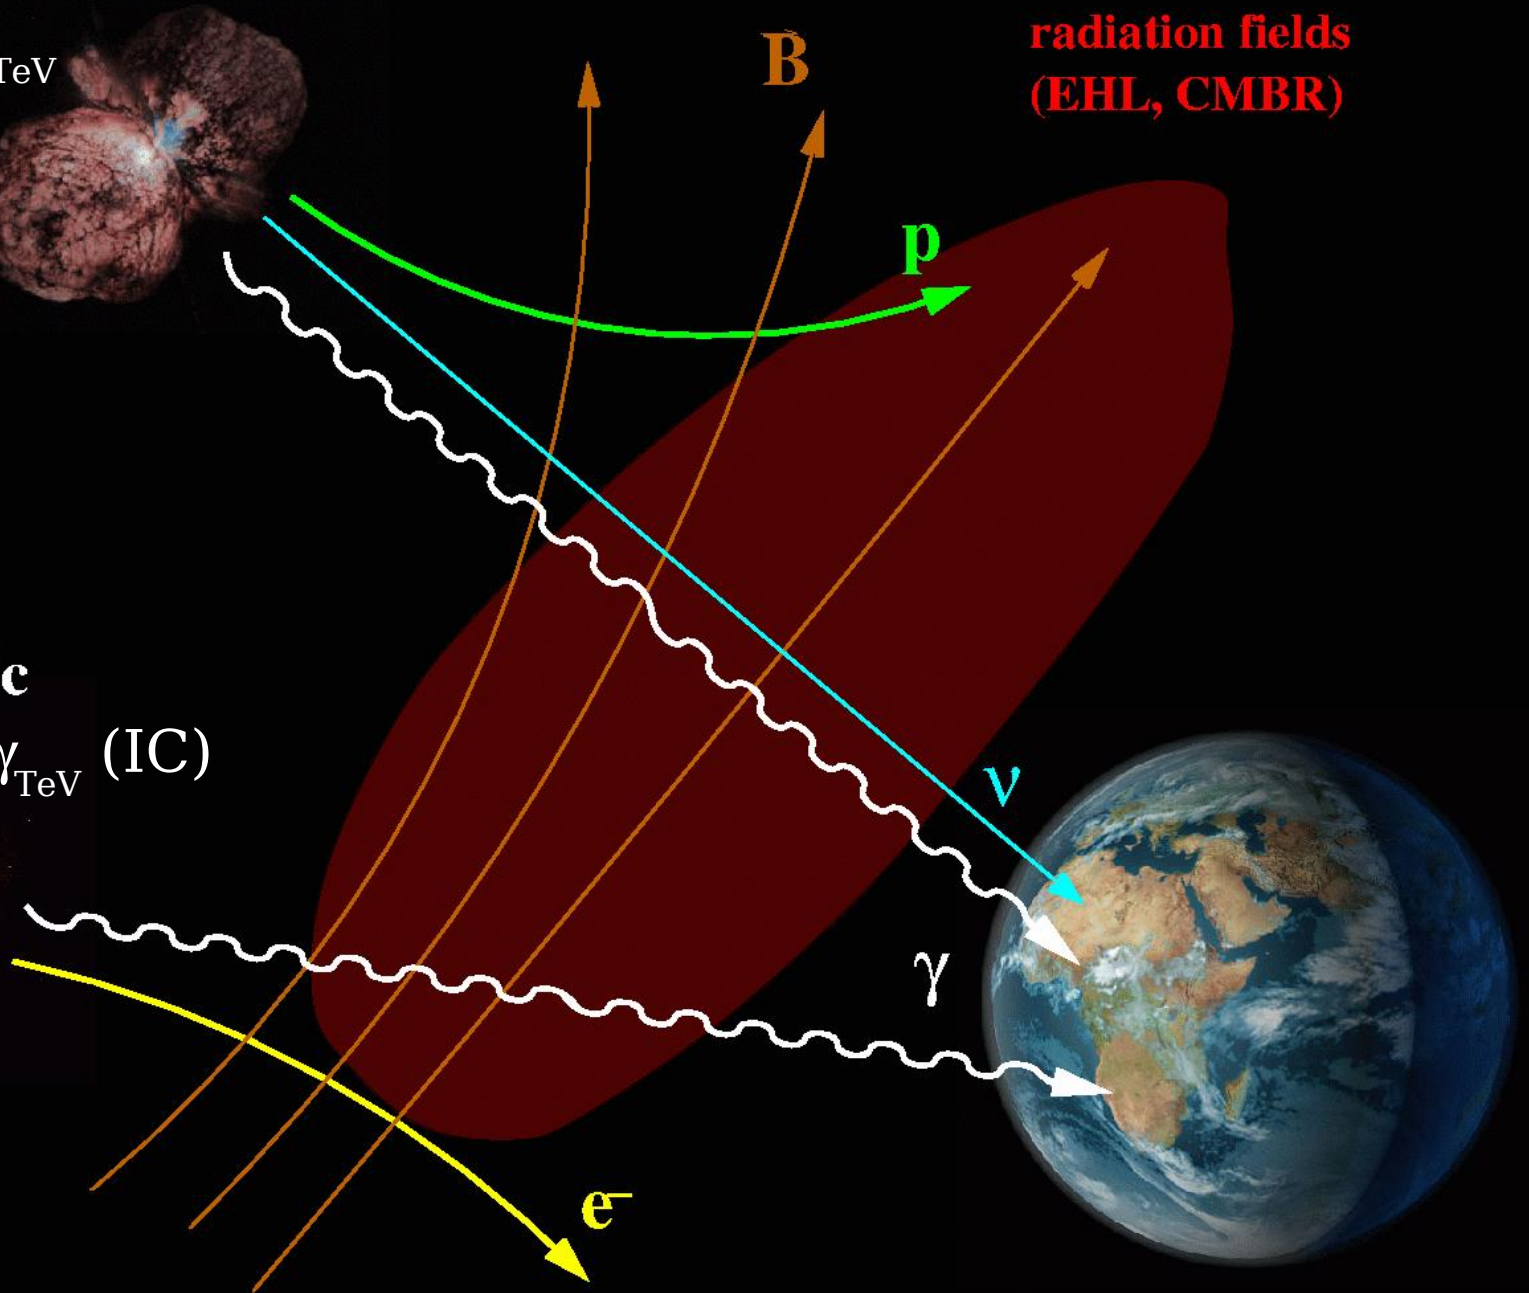 TeV
B
radiation fields
(EHL, CMBR)
p
c
γTeV (IC)
ν
γ
e⁻